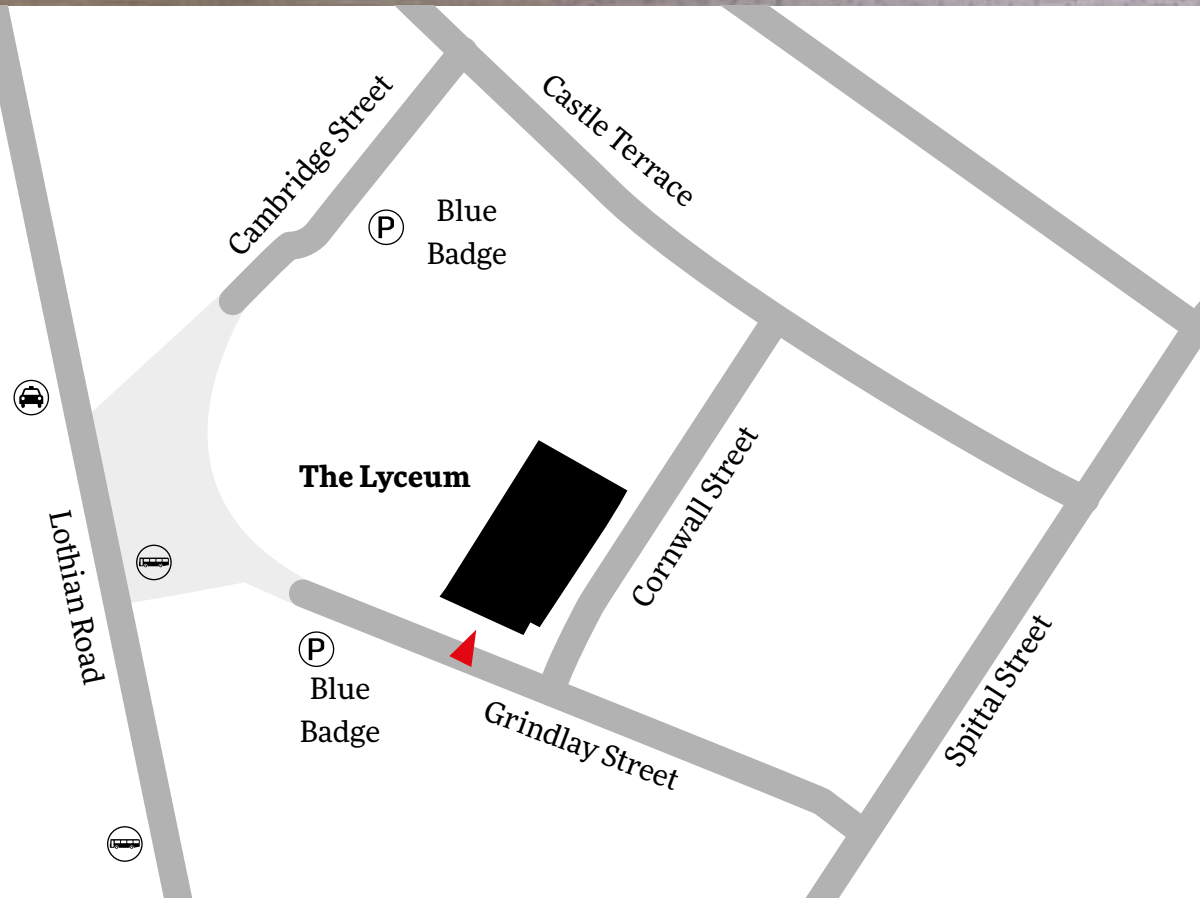 Cambridge Street
Castle Terrace
P
Blue
Badge
The Lyceum
Cornwall Street
Lothian Road
P
Blue
Badge
Grindlay Street
Spittal Street